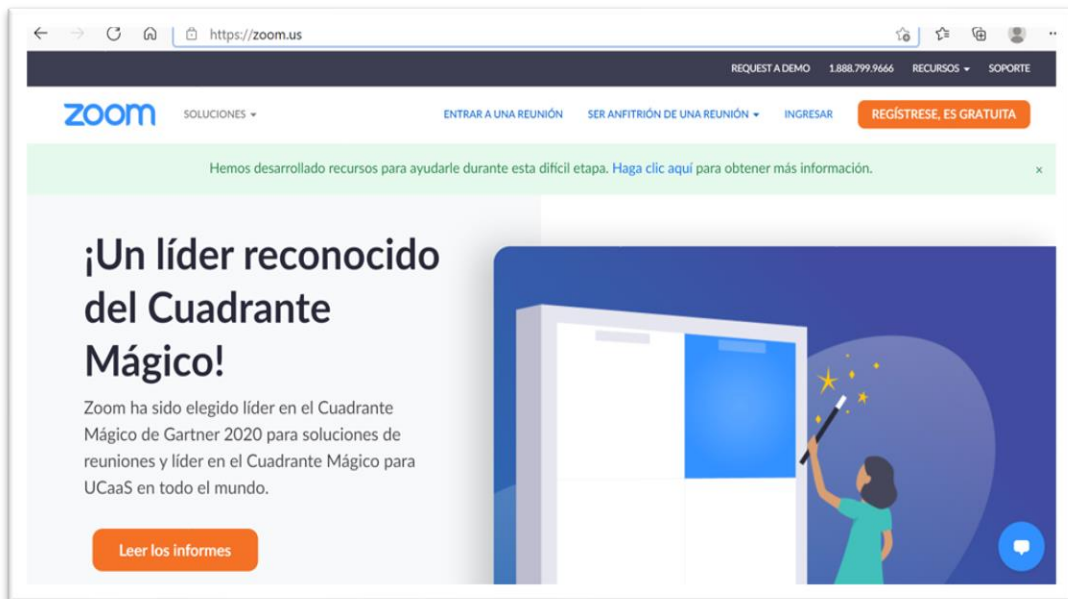 https://zoom.us
REQUEST A DEMO 1.888.799.9666 RECURSOS SOPORTE
zoom SOLUCIONES ENTRAR A UNA REUNIÓN SER ANFITRIÓN DE UNA REUNIÓN INGRESAR REGÍSTRESE, ES GRATUITA
Hemos desarrollado recursos para ayudarle durante esta difícil etapa. Haga clic aquí para obtener más información. ×
¡Un líder reconocido
del Cuadrante
Mágico!
Zoom ha sido elegido líder en el Cuadrante
Mágico de Gartner 2020 para soluciones de
reuniones y líder en el Cuadrante Mágico para
UCaaS en todo el mundo.
Leer los informes